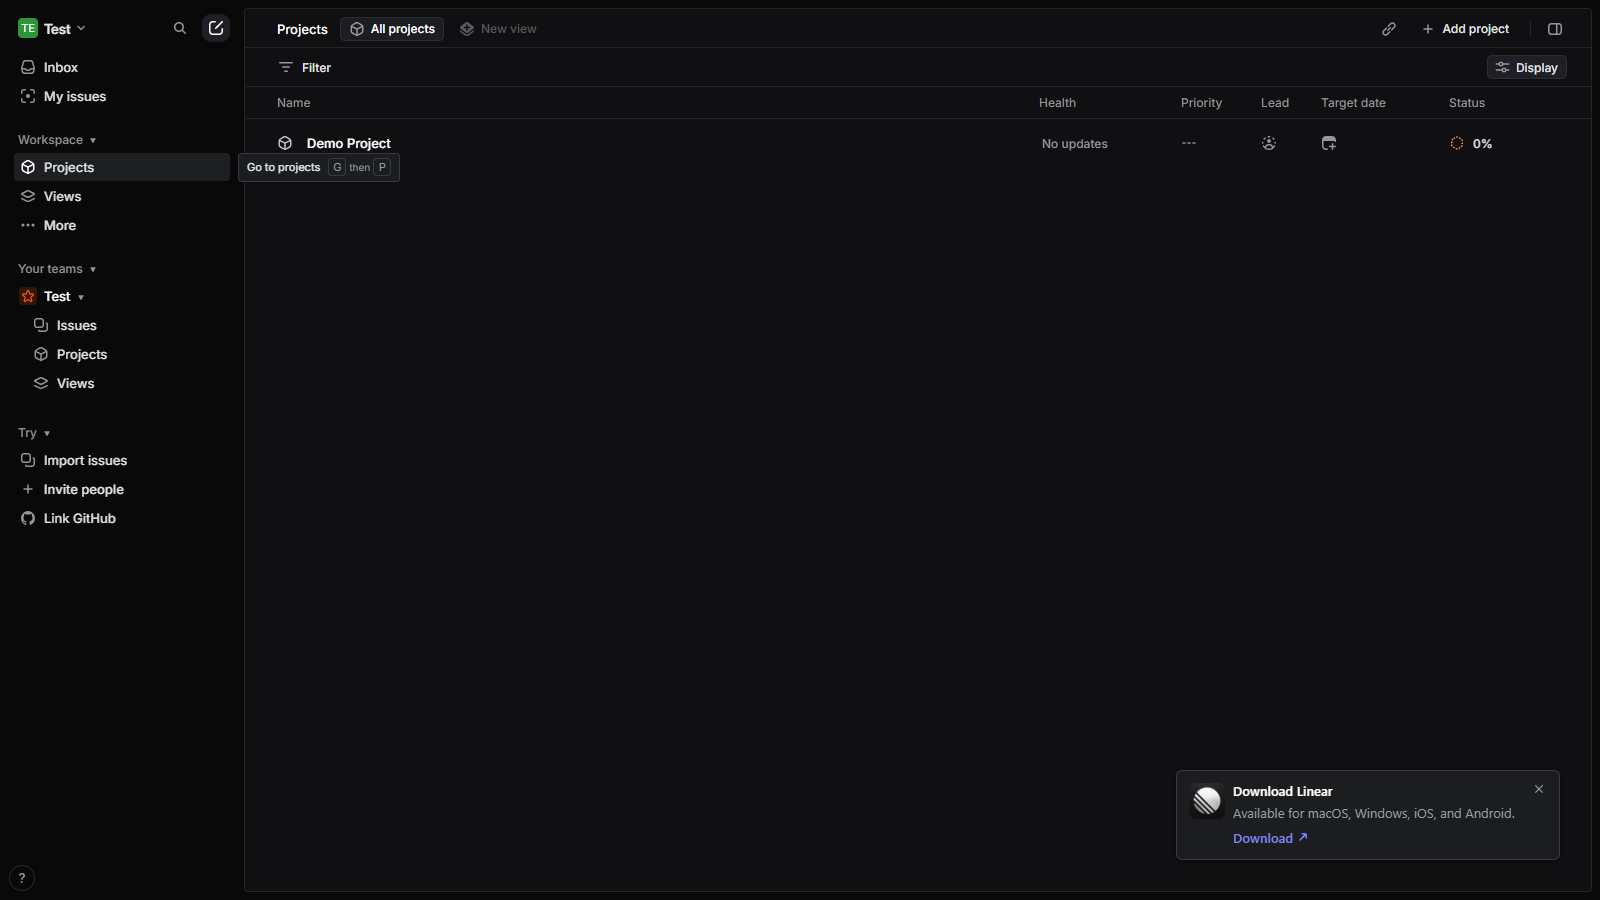 TE Test
Inbox
My issues
Workspace
Projects
Views
More
Your teams
Test
Issues
Projects
Views
Try
Import issues
Invite people
Link GitHub
?
Projects All projects New view Add project
Filter Display
Name Health Priority Lead Target date Status
Demo Project No updates --- 0%
Go to projects G then P
Download Linear
Available for macOS, Windows, iOS, and Android.
Download